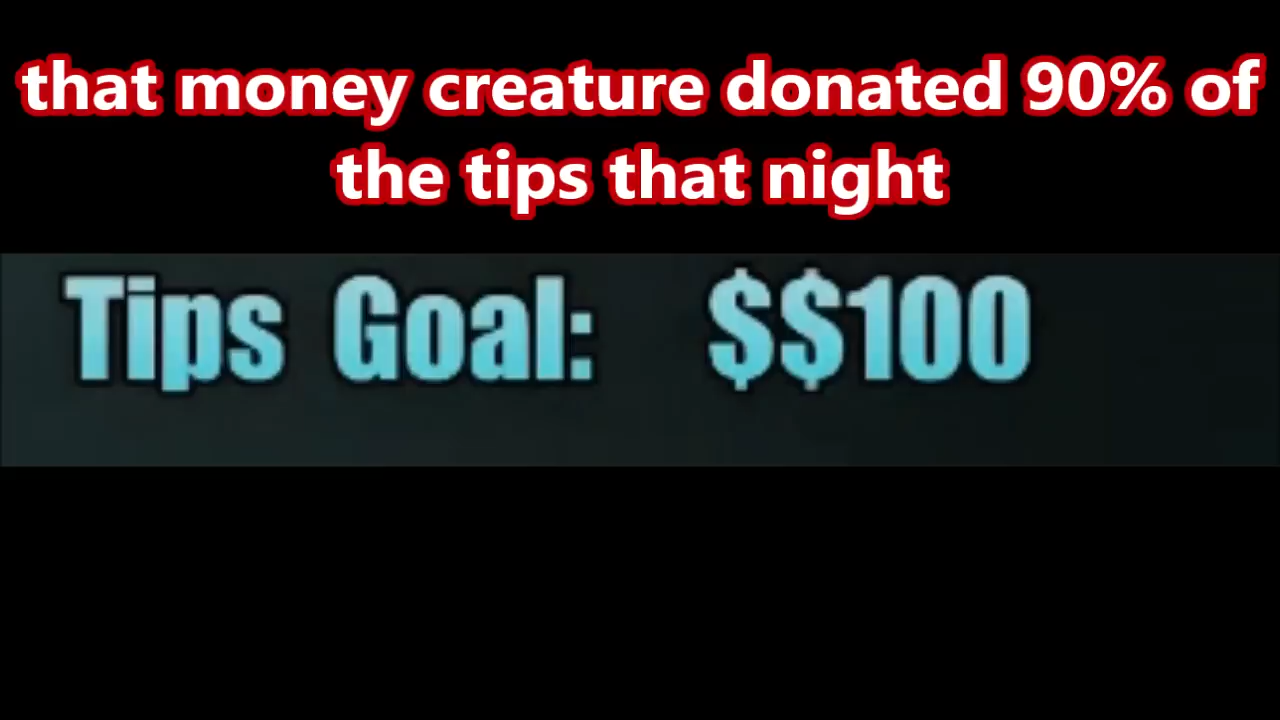 that money creature donated 90% of
the tips that night
Tips Goal: $$100